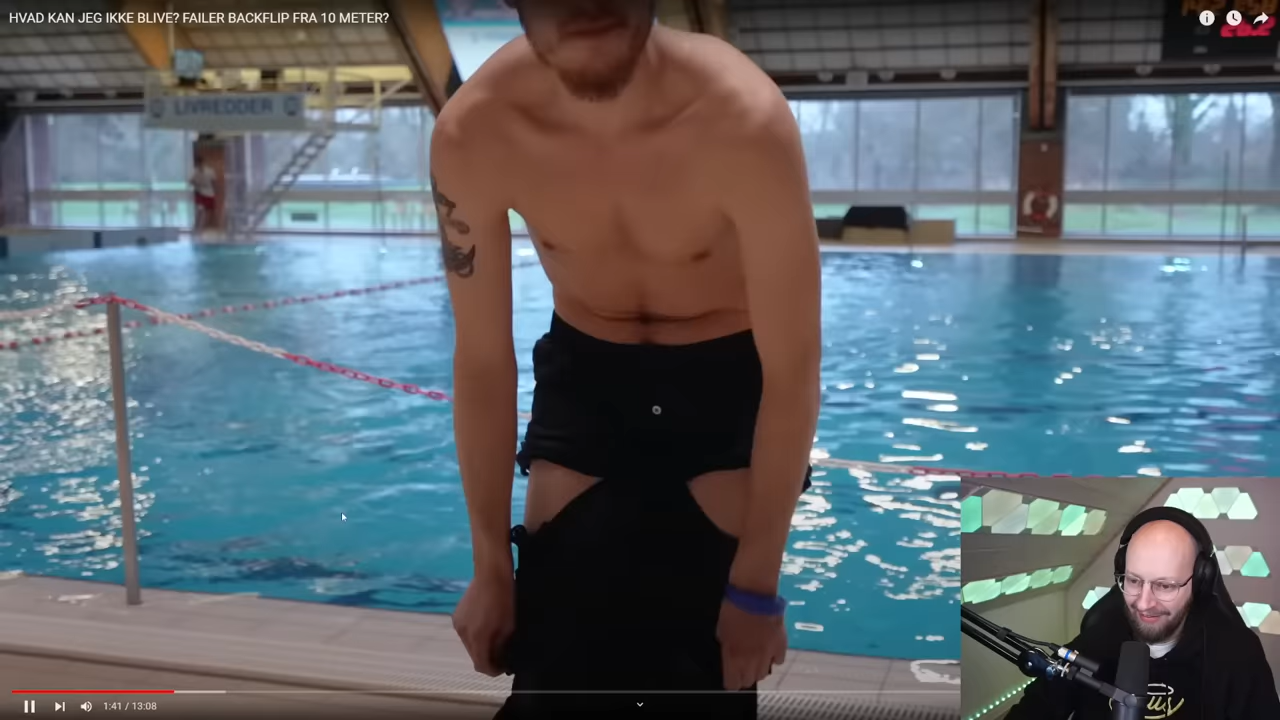 HVAD KAN JEG IKKE BLIVE? FAILER BACKFLIP FRA 10 METER?
LIVREDDER
1:41 / 13:08